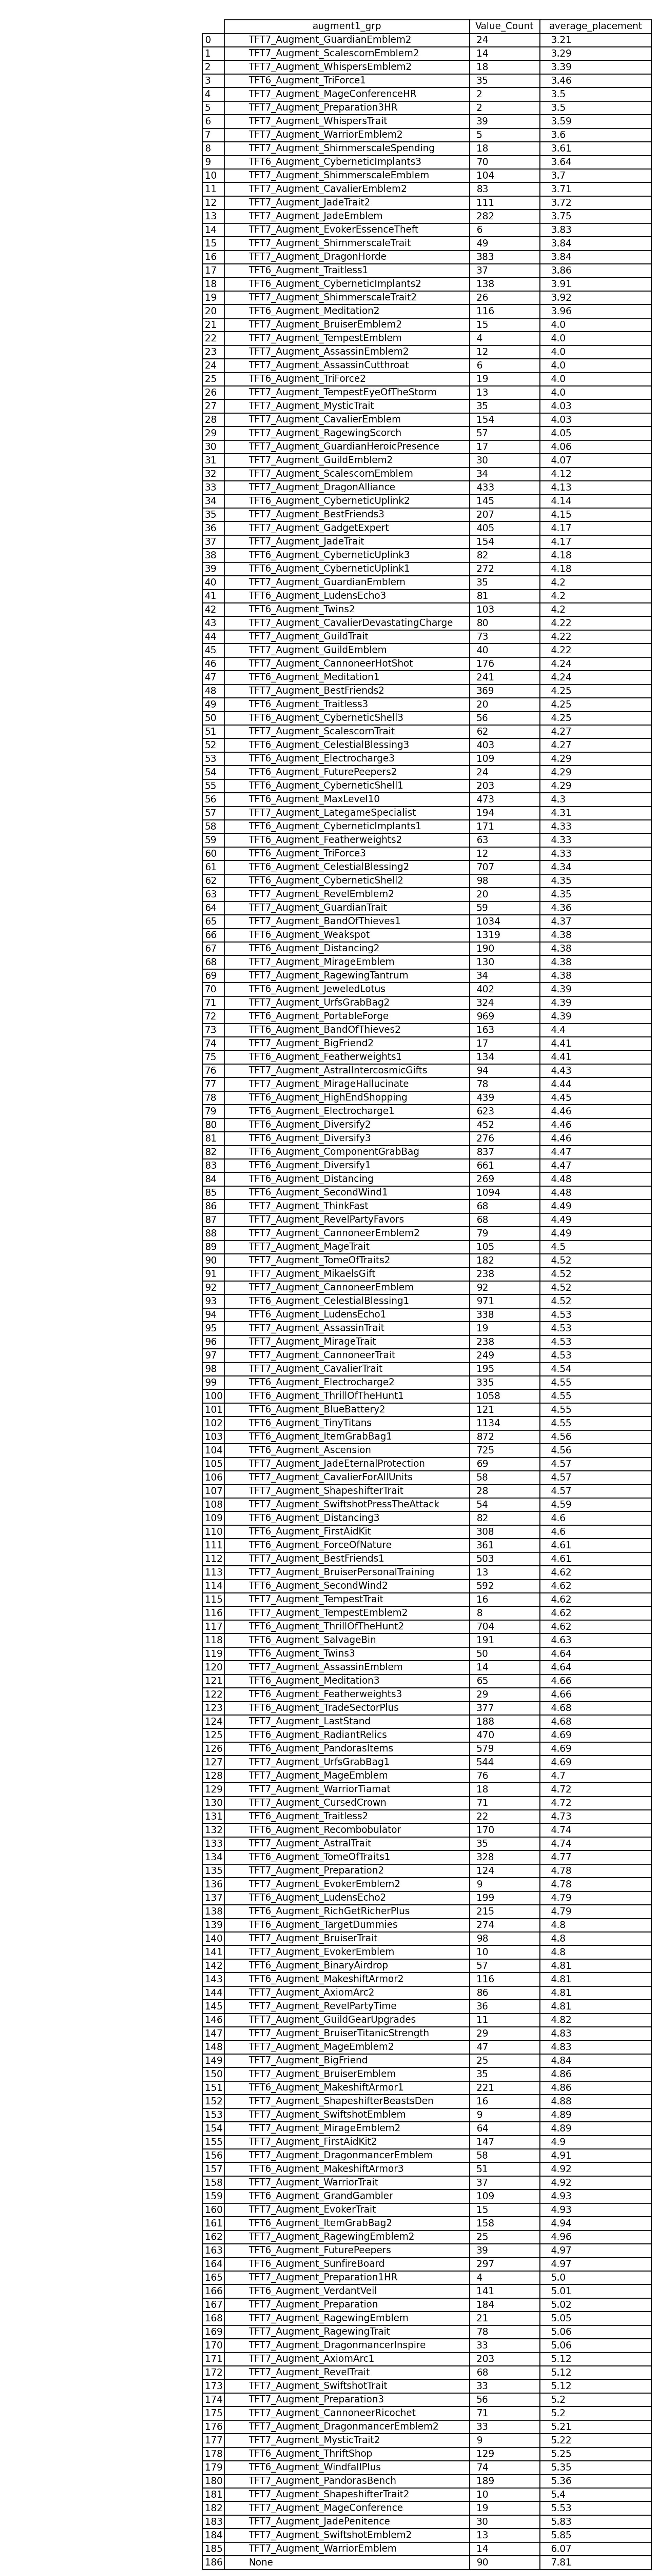 augment1_grp Value_Count average_placement
0 TFT7_Augment_GuardianEmblem2 24 3.21
1 TFT7_Augment_ScalescornEmblem2 14 3.29
2 TFT7_Augment_WhispersEmblem2 18 3.39
3 TFT6_Augment_TriForce1 35 3.46
4 TFT7_Augment_MageConferenceHR 2 3.5
5 TFT7_Augment_Preparation3HR 2 3.5
6 TFT7_Augment_WhispersTrait 39 3.59
7 TFT7_Augment_WarriorEmblem2 5 3.6
8 TFT7_Augment_ShimmerscaleSpending 18 3.61
9 TFT6_Augment_CyberneticImplants3 70 3.64
10 TFT7_Augment_ShimmerscaleEmblem 104 3.7
11 TFT7_Augment_CavalierEmblem2 83 3.71
12 TFT7_Augment_JadeTrait2 111 3.72
13 TFT7_Augment_JadeEmblem 282 3.75
14 TFT7_Augment_EvokerEssenceTheft 6 3.83
15 TFT7_Augment_ShimmerscaleTrait 49 3.84
16 TFT7_Augment_DragonHorde 383 3.84
17 TFT6_Augment_Traitless1 37 3.86
18 TFT6_Augment_CyberneticImplants2 138 3.91
19 TFT7_Augment_ShimmerscaleTrait2 26 3.92
20 TFT6_Augment_Meditation2 116 3.96
21 TFT7_Augment_BruiserEmblem2 15 4.0
22 TFT7_Augment_TempestEmblem 4 4.0
23 TFT7_Augment_AssassinEmblem2 12 4.0
24 TFT7_Augment_AssassinCutthroat 6 4.0
25 TFT6_Augment_TriForce2 19 4.0
26 TFT7_Augment_TempestEyeOfTheStorm 13 4.0
27 TFT7_Augment_MysticTrait 35 4.03
28 TFT7_Augment_CavalierEmblem 154 4.03
29 TFT7_Augment_RagewingScorch 57 4.05
30 TFT7_Augment_GuardianHeroicPresence 17 4.06
31 TFT7_Augment_GuildEmblem2 30 4.07
32 TFT7_Augment_ScalescornEmblem 34 4.12
33 TFT7_Augment_DragonAlliance 433 4.13
34 TFT6_Augment_CyberneticUplink2 145 4.14
35 TFT7_Augment_BestFriends3 207 4.15
36 TFT7_Augment_GadgetExpert 405 4.17
37 TFT7_Augment_JadeTrait 154 4.17
38 TFT6_Augment_CyberneticUplink3 82 4.18
39 TFT6_Augment_CyberneticUplink1 272 4.18
40 TFT7_Augment_GuardianEmblem 35 4.2
41 TFT6_Augment_LudensEcho3 81 4.2
42 TFT6_Augment_Twins2 103 4.2
43 TFT7_Augment_CavalierDevastatingCharge 80 4.22
44 TFT7_Augment_GuildTrait 73 4.22
45 TFT7_Augment_GuildEmblem 40 4.22
46 TFT7_Augment_CannoneerHotShot 176 4.24
47 TFT6_Augment_Meditation1 241 4.24
48 TFT7_Augment_BestFriends2 369 4.25
49 TFT6_Augment_Traitless3 20 4.25
50 TFT6_Augment_CyberneticShell3 56 4.25
51 TFT7_Augment_ScalescornTrait 62 4.27
52 TFT6_Augment_CelestialBlessing3 403 4.27
53 TFT6_Augment_Electrocharge3 109 4.29
54 TFT6_Augment_FuturePeepers2 24 4.29
55 TFT6_Augment_CyberneticShell1 203 4.29
56 TFT6_Augment_MaxLevel10 473 4.3
57 TFT7_Augment_LategameSpecialist 194 4.31
58 TFT6_Augment_CyberneticImplants1 171 4.33
59 TFT6_Augment_Featherweights2 63 4.33
60 TFT6_Augment_TriForce3 12 4.33
61 TFT6_Augment_CelestialBlessing2 707 4.34
62 TFT6_Augment_CyberneticShell2 98 4.35
63 TFT7_Augment_RevelEmblem2 20 4.35
64 TFT7_Augment_GuardianTrait 59 4.36
65 TFT7_Augment_BandOfThieves1 1034 4.37
66 TFT6_Augment_Weakspot 1319 4.38
67 TFT6_Augment_Distancing2 190 4.38
68 TFT7_Augment_MirageEmblem 130 4.38
69 TFT7_Augment_RagewingTantrum 34 4.38
70 TFT6_Augment_JeweledLotus 402 4.39
71 TFT7_Augment_UrfsGrabBag2 324 4.39
72 TFT6_Augment_PortableForge 969 4.39
73 TFT6_Augment_BandOfThieves2 163 4.4
74 TFT7_Augment_BigFriend2 17 4.41
75 TFT6_Augment_Featherweights1 134 4.41
76 TFT7_Augment_AstralIntercosmicGifts 94 4.43
77 TFT7_Augment_MirageHallucinate 78 4.44
78 TFT6_Augment_HighEndShopping 439 4.45
79 TFT6_Augment_Electrocharge1 623 4.46
80 TFT6_Augment_Diversify2 452 4.46
81 TFT6_Augment_Diversify3 276 4.46
82 TFT6_Augment_ComponentGrabBag 837 4.47
83 TFT6_Augment_Diversify1 661 4.47
84 TFT6_Augment_Distancing 269 4.48
85 TFT6_Augment_SecondWind1 1094 4.48
86 TFT7_Augment_ThinkFast 68 4.49
87 TFT7_Augment_RevelPartyFavors 68 4.49
88 TFT7_Augment_CannoneerEmblem2 79 4.49
89 TFT7_Augment_MageTrait 105 4.5
90 TFT6_Augment_TomeOfTraits2 182 4.52
91 TFT7_Augment_MikaelsGift 238 4.52
92 TFT7_Augment_CannoneerEmblem 92 4.52
93 TFT6_Augment_CelestialBlessing1 971 4.52
94 TFT6_Augment_LudensEcho1 338 4.53
95 TFT7_Augment_AssassinTrait 19 4.53
96 TFT7_Augment_MirageTrait 238 4.53
97 TFT7_Augment_CannoneerTrait 249 4.53
98 TFT7_Augment_CavalierTrait 195 4.54
99 TFT6_Augment_Electrocharge2 335 4.55
100 TFT6_Augment_ThrillOfTheHunt1 1058 4.55
101 TFT6_Augment_BlueBattery2 121 4.55
102 TFT6_Augment_TinyTitans 1134 4.55
103 TFT6_Augment_ItemGrabBag1 872 4.56
104 TFT6_Augment_Ascension 725 4.56
105 TFT7_Augment_JadeEternalProtection 69 4.57
106 TFT7_Augment_CavalierForAllUnits 58 4.57
107 TFT7_Augment_ShapeshifterTrait 28 4.57
108 TFT7_Augment_SwiftshotPressTheAttack 54 4.59
109 TFT6_Augment_Distancing3 82 4.6
110 TFT6_Augment_FirstAidKit 308 4.6
111 TFT6_Augment_ForceOfNature 361 4.61
112 TFT7_Augment_BestFriends1 503 4.61
113 TFT7_Augment_BruiserPersonalTraining 13 4.62
114 TFT6_Augment_SecondWind2 592 4.62
115 TFT7_Augment_TempestTrait 16 4.62
116 TFT7_Augment_TempestEmblem2 8 4.62
117 TFT6_Augment_ThrillOfTheHunt2 704 4.62
118 TFT6_Augment_SalvageBin 191 4.63
119 TFT6_Augment_Twins3 50 4.64
120 TFT7_Augment_AssassinEmblem 14 4.64
121 TFT6_Augment_Meditation3 65 4.66
122 TFT6_Augment_Featherweights3 29 4.66
123 TFT6_Augment_TradeSectorPlus 377 4.68
124 TFT7_Augment_LastStand 188 4.68
125 TFT6_Augment_RadiantRelics 470 4.69
126 TFT6_Augment_PandorasItems 579 4.69
127 TFT7_Augment_UrfsGrabBag1 544 4.69
128 TFT7_Augment_MageEmblem 76 4.7
129 TFT7_Augment_WarriorTiamat 18 4.72
130 TFT7_Augment_CursedCrown 71 4.72
131 TFT6_Augment_Traitless2 22 4.73
132 TFT6_Augment_Recombobulator 170 4.74
133 TFT7_Augment_AstralTrait 35 4.74
134 TFT6_Augment_TomeOfTraits1 328 4.77
135 TFT7_Augment_Preparation2 124 4.78
136 TFT7_Augment_EvokerEmblem2 9 4.78
137 TFT6_Augment_LudensEcho2 199 4.79
138 TFT6_Augment_RichGetRicherPlus 215 4.79
139 TFT6_Augment_TargetDummies 274 4.8
140 TFT7_Augment_BruiserTrait 98 4.8
141 TFT7_Augment_EvokerEmblem 10 4.8
142 TFT6_Augment_BinaryAirdrop 57 4.81
143 TFT6_Augment_MakeshiftArmor2 116 4.81
144 TFT7_Augment_AxiomArc2 86 4.81
145 TFT7_Augment_RevelPartyTime 36 4.81
146 TFT7_Augment_GuildGearUpgrades 11 4.82
147 TFT7_Augment_BruiserTitanicStrength 29 4.83
148 TFT7_Augment_MageEmblem2 47 4.83
149 TFT7_Augment_BigFriend 25 4.84
150 TFT7_Augment_BruiserEmblem 35 4.86
151 TFT6_Augment_MakeshiftArmor1 221 4.86
152 TFT7_Augment_ShapeshifterBeastsDen 16 4.88
153 TFT7_Augment_SwiftshotEmblem 9 4.89
154 TFT7_Augment_MirageEmblem2 64 4.89
155 TFT7_Augment_FirstAidKit2 147 4.9
156 TFT7_Augment_DragonmancerEmblem 58 4.91
157 TFT6_Augment_MakeshiftArmor3 51 4.92
158 TFT7_Augment_WarriorTrait 37 4.92
159 TFT6_Augment_GrandGambler 109 4.93
160 TFT7_Augment_EvokerTrait 15 4.93
161 TFT6_Augment_ItemGrabBag2 158 4.94
162 TFT7_Augment_RagewingEmblem2 25 4.96
163 TFT6_Augment_FuturePeepers 39 4.97
164 TFT6_Augment_SunfireBoard 297 4.97
165 TFT7_Augment_Preparation1HR 4 5.0
166 TFT6_Augment_VerdantVeil 141 5.01
167 TFT7_Augment_Preparation 184 5.02
168 TFT7_Augment_RagewingEmblem 21 5.05
169 TFT7_Augment_RagewingTrait 78 5.06
170 TFT7_Augment_DragonmancerInspire 33 5.06
171 TFT7_Augment_AxiomArc1 203 5.12
172 TFT7_Augment_RevelTrait 68 5.12
173 TFT7_Augment_SwiftshotTrait 33 5.12
174 TFT7_Augment_Preparation3 56 5.2
175 TFT7_Augment_CannoneerRicochet 71 5.2
176 TFT7_Augment_DragonmancerEmblem2 33 5.21
177 TFT7_Augment_MysticTrait2 9 5.22
178 TFT6_Augment_ThriftShop 129 5.25
179 TFT6_Augment_WindfallPlus 74 5.35
180 TFT7_Augment_PandorasBench 189 5.36
181 TFT7_Augment_ShapeshifterTrait2 10 5.4
182 TFT7_Augment_MageConference 19 5.53
183 TFT7_Augment_JadePenitence 30 5.83
184 TFT7_Augment_SwiftshotEmblem2 13 5.85
185 TFT7_Augment_WarriorEmblem 14 6.07
186 None 90 7.81